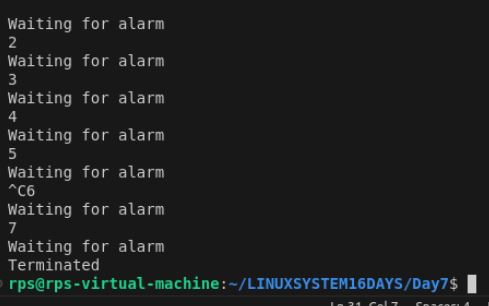 Waiting for alarm
2
Waiting for alarm
3
Waiting for alarm
4
Waiting for alarm
5
Waiting for alarm
^C6
Waiting for alarm
7
Waiting for alarm
Terminated
rps@rps-virtual-machine:~/LINUXSYSTEM16DAYS/Day7$
Ln 31, Col 7 Spaces: 4